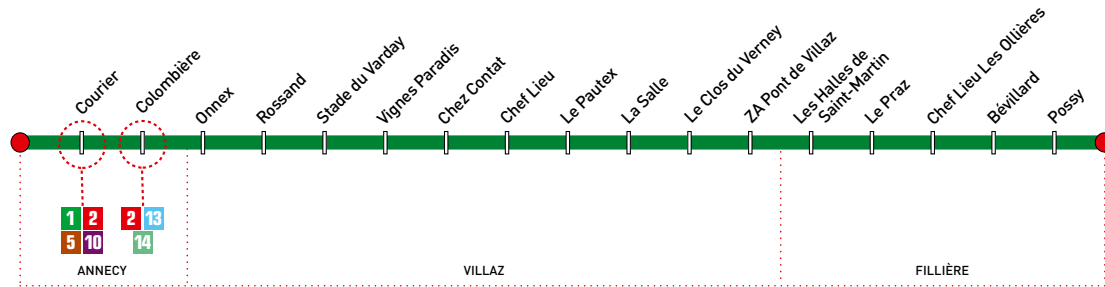 Courier
Colombière
Onnex
Rossand
Stade du Varday
Vignes Paradis
Chez Contat
Chef Lieu
Le Pautex
La Salle
Le Clos du Verney
ZA Pont de Villaz
Les Halles de
Saint-Martin
Le Praz
Chef Lieu Les Ollières
Bévillard
Possy
1 2
5 10
2 13
14
ANNECY
VILLAZ
FILLIÈRE